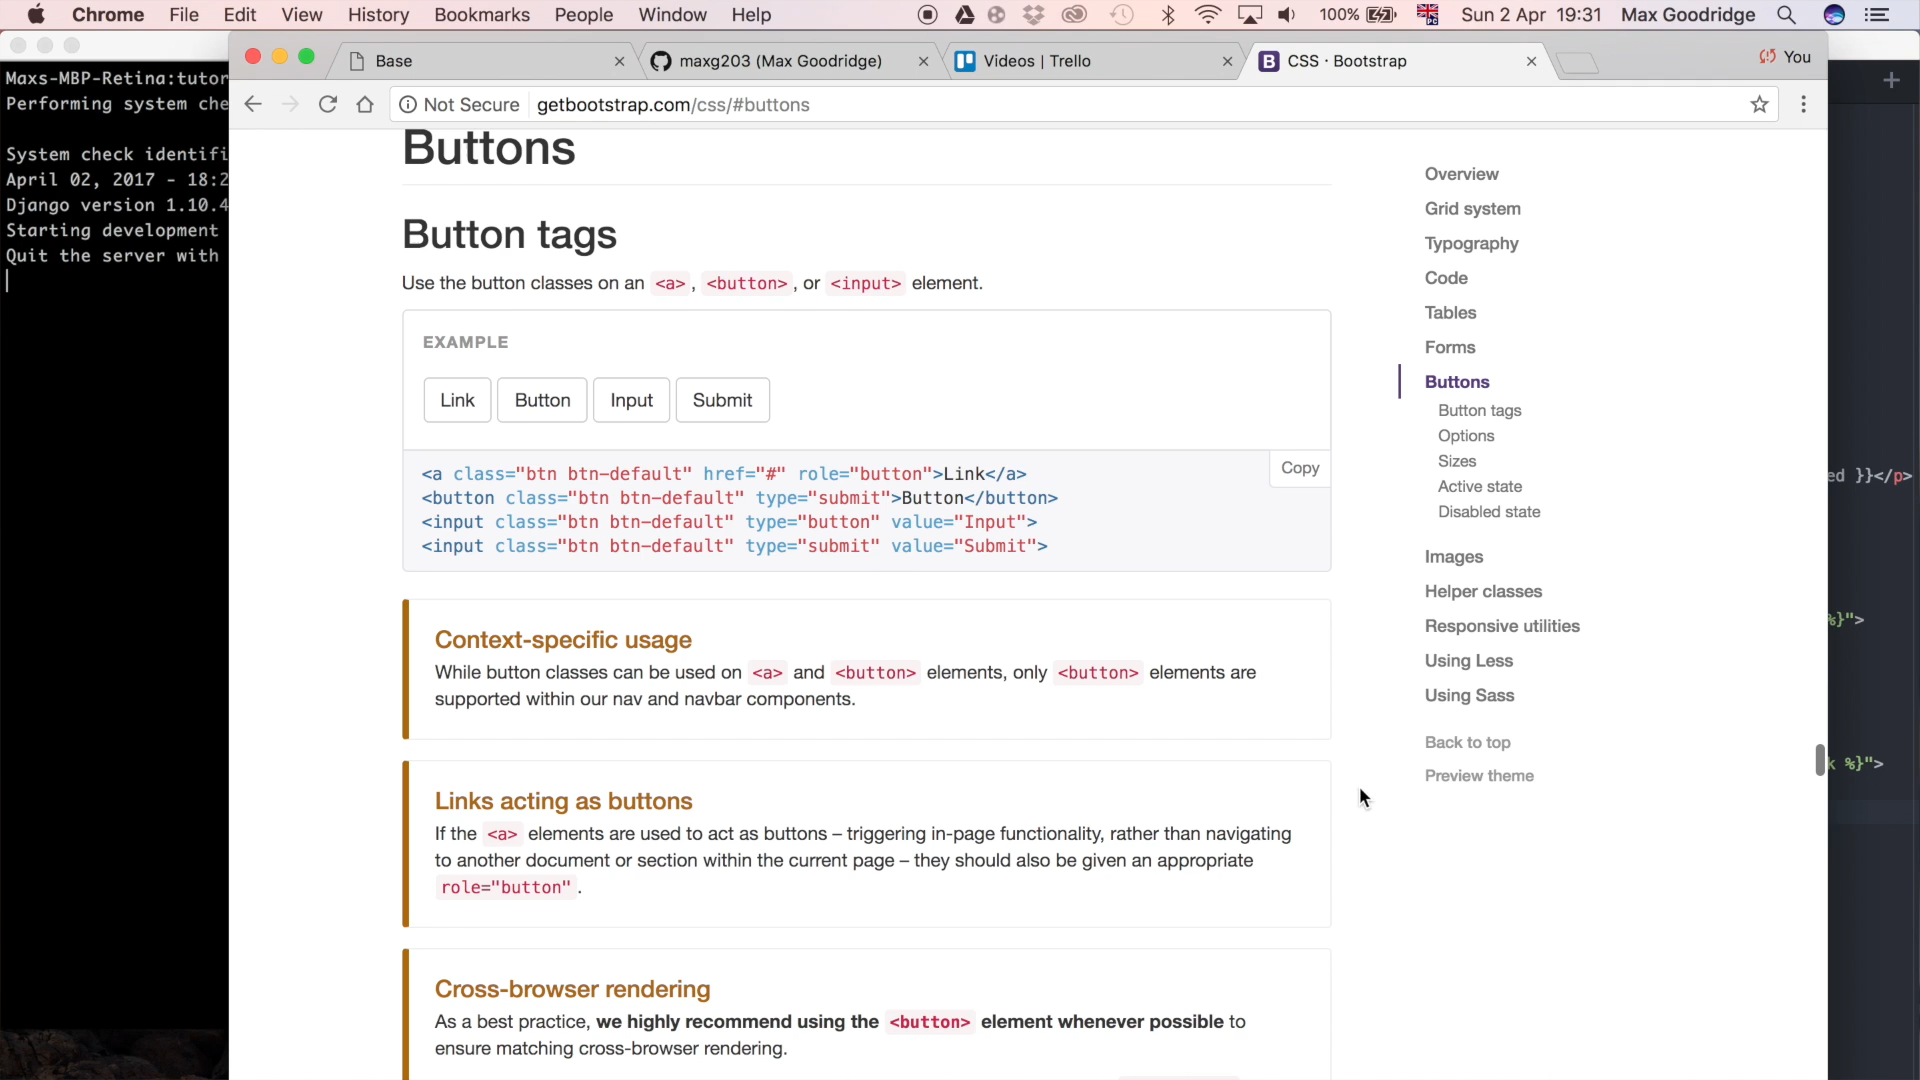 Chrome File Edit View History Bookmarks People Window Help 100% Sun 2 Apr 19:31 Max Goodridge
Base
maxg203 (Max Goodridge)
Videos | Trello
CSS · Bootstrap
You
Not Secure getbootstrap.com/css/#buttons
Maxs-MBP-Retina:tutor
Performing system che
System check identifi
April 02, 2017 - 18:2
Django version 1.10.4
Starting development
Quit the server with
Buttons
Button tags
Use the button classes on an <a>, <button>, or <input> element.
EXAMPLE
Link Button Input Submit
Copy
<a class="btn btn-default" href="#" role="button">Link</a>
<button class="btn btn-default" type="submit">Button</button>
<input class="btn btn-default" type="button" value="Input">
<input class="btn btn-default" type="submit" value="Submit">
Context-specific usage
While button classes can be used on <a> and <button> elements, only <button> elements are
supported within our nav and navbar components.
Links acting as buttons
If the <a> elements are used to act as buttons – triggering in-page functionality, rather than navigating
to another document or section within the current page – they should also be given an appropriate
role="button".
Cross-browser rendering
As a best practice, we highly recommend using the <button> element whenever possible to
ensure matching cross-browser rendering.
Overview
Grid system
Typography
Code
Tables
Forms
Buttons
Button tags
Options
Sizes
Active state
Disabled state
Images
Helper classes
Responsive utilities
Using Less
Using Sass
Back to top
Preview theme
ed }}</p>
%}">
k %}">